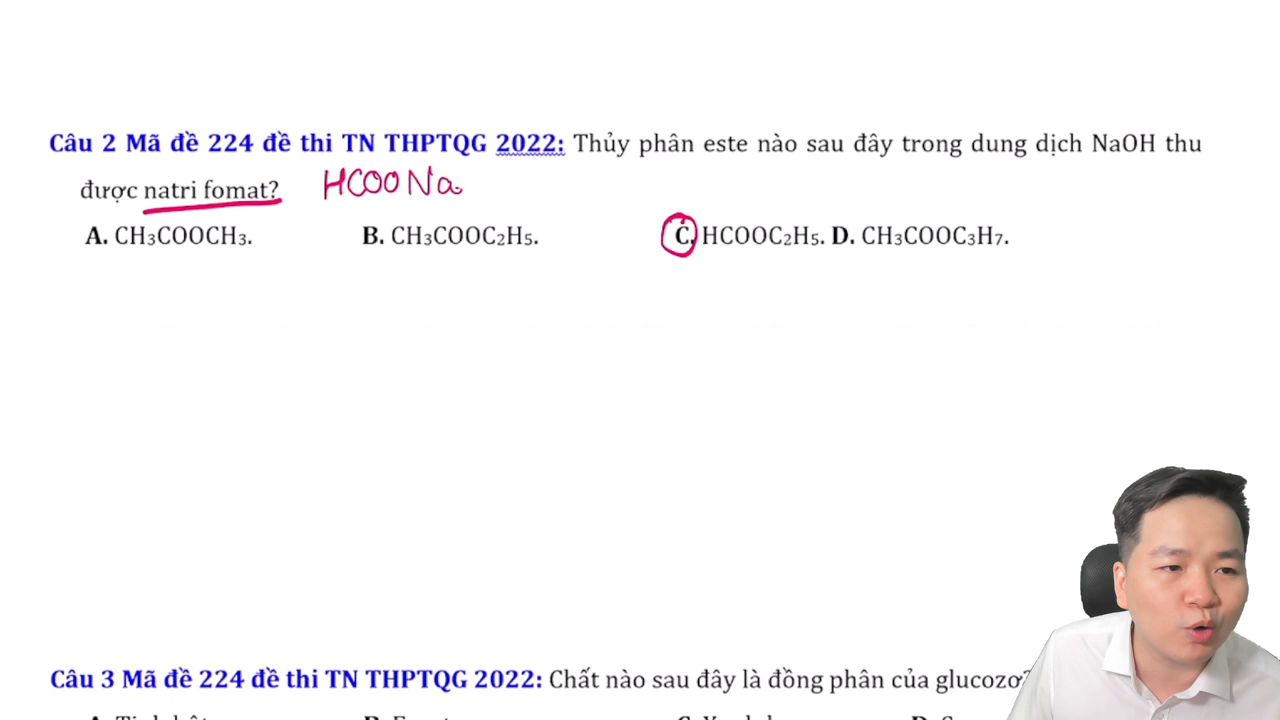 Câu 2 Mã đề 224 đề thi TN THPTQG 2022: Thủy phân este nào sau đây trong dung dịch NaOH thu
được natri fomat? HCOONa
A. CH₃COOCH₃. B. CH₃COOC₂H₅. C. HCOOC₂H₅. D. CH₃COOC₃H₇.
Câu 3 Mã đề 224 đề thi TN THPTQG 2022: Chất nào sau đây là đồng phân của glucozơ?